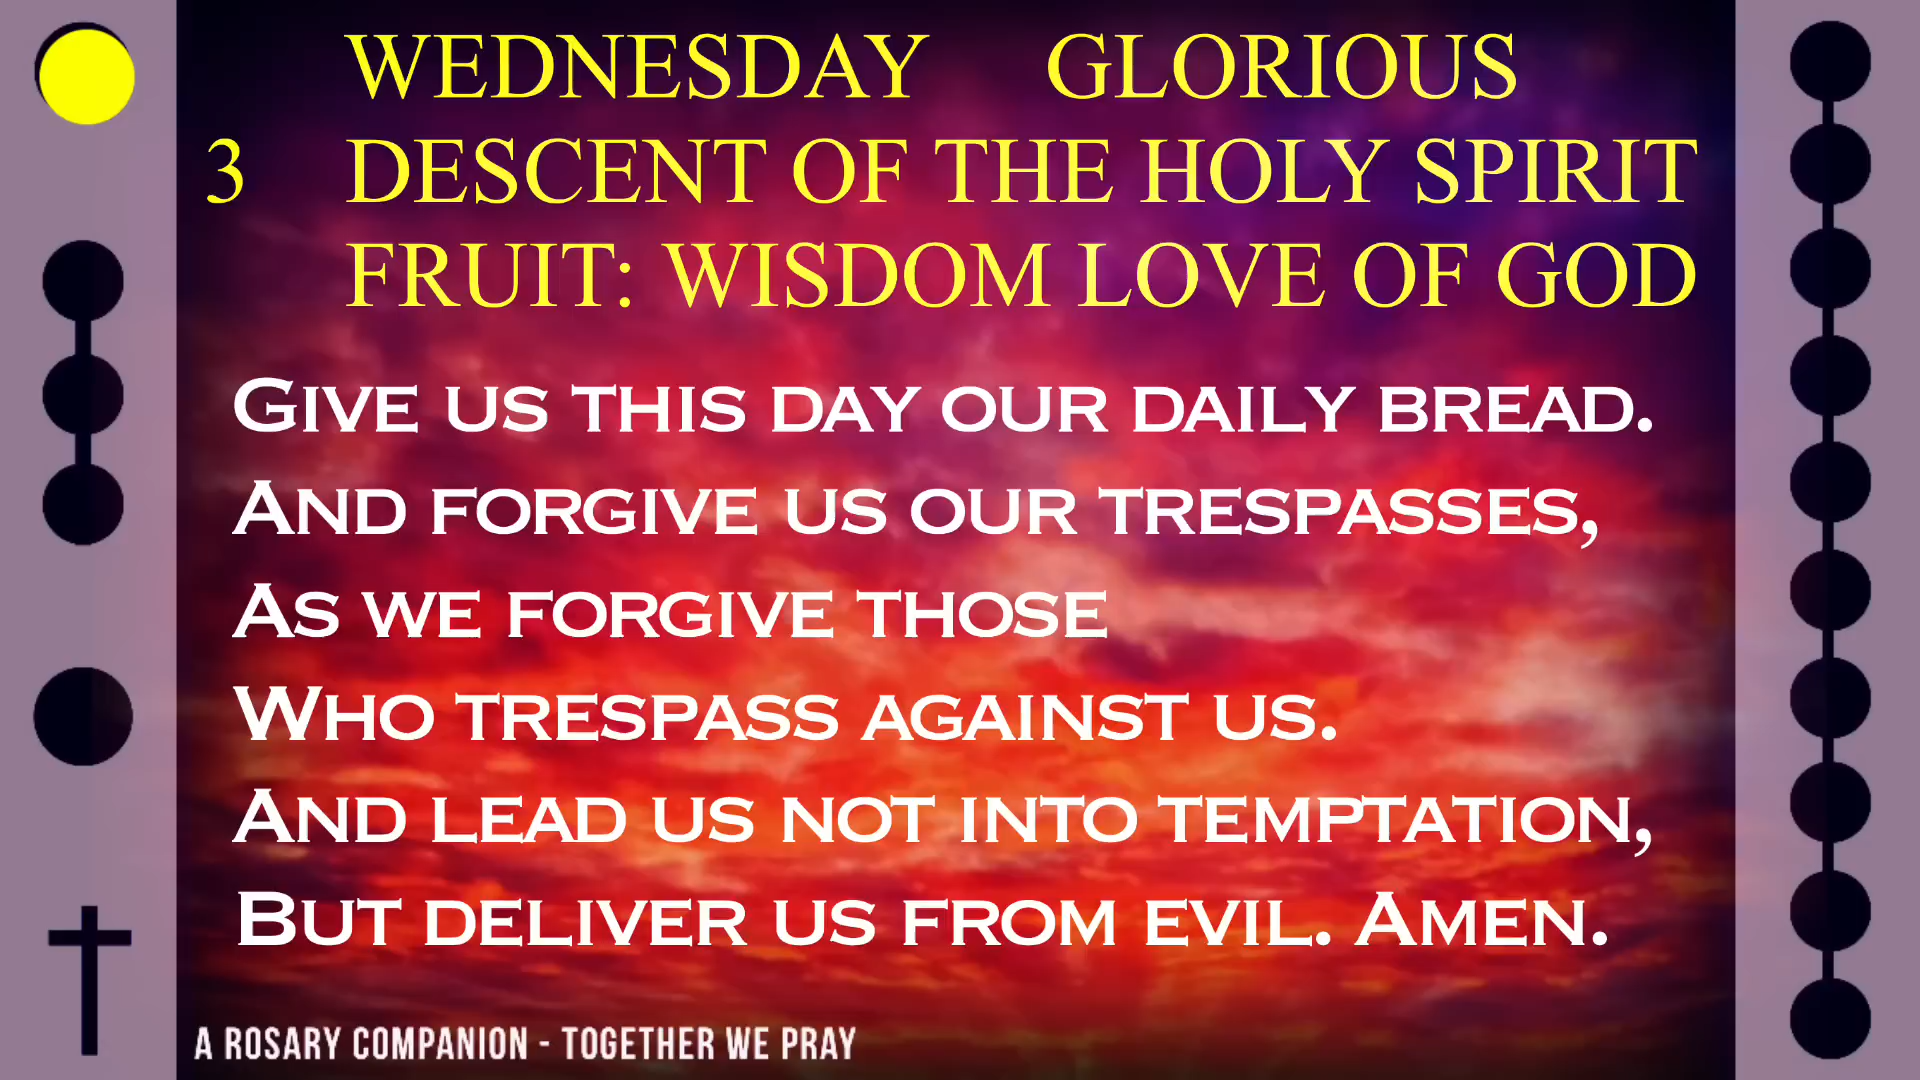 WEDNESDAY GLORIOUS
3 DESCENT OF THE HOLY SPIRIT
FRUIT: WISDOM LOVE OF GOD
GIVE US THIS DAY OUR DAILY BREAD.
AND FORGIVE US OUR TRESPASSES,
AS WE FORGIVE THOSE
WHO TRESPASS AGAINST US.
AND LEAD US NOT INTO TEMPTATION,
BUT DELIVER US FROM EVIL. AMEN.
A ROSARY COMPANION - TOGETHER WE PRAY